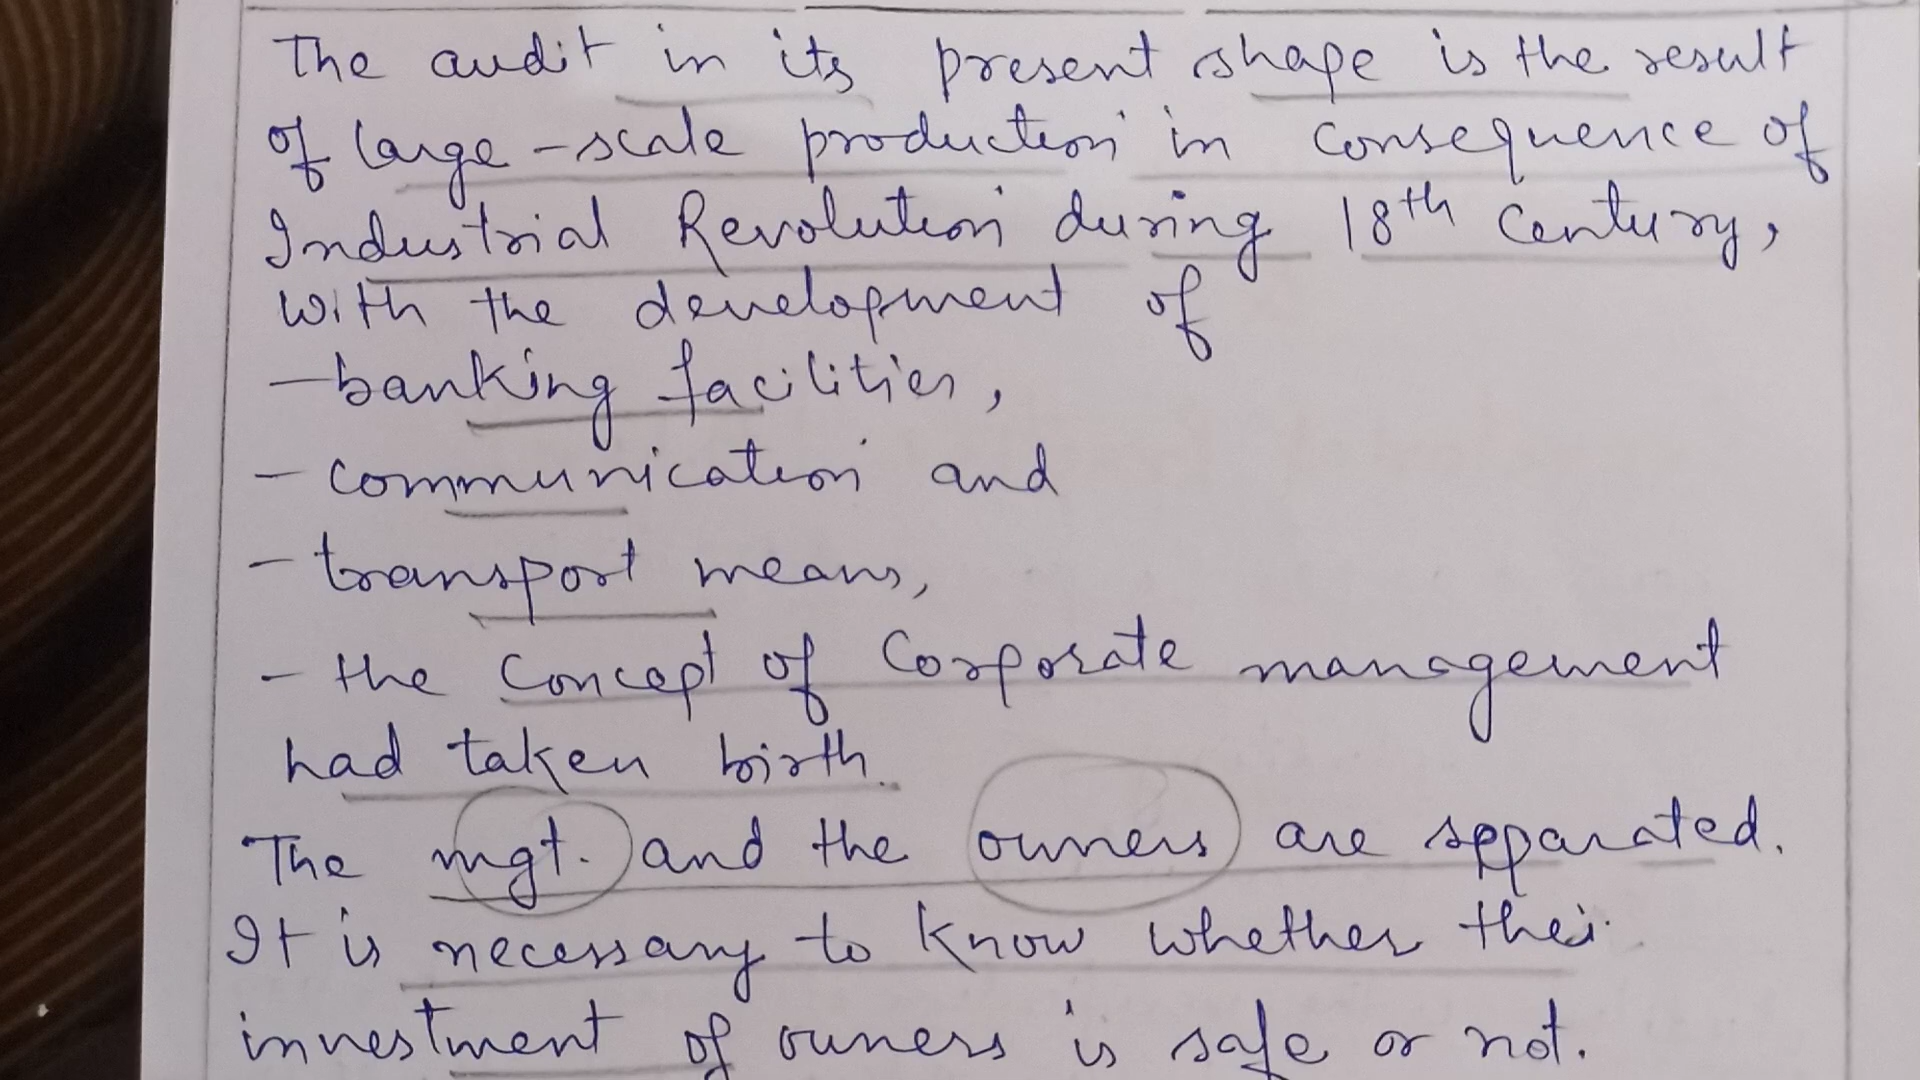 The audit in its present shape is the result
of large-scale production in consequence of
Industrial Revolution during 18th Century,
with the development of
- banking facilities,
- communication and
- transport means,
- the concept of Corporate management
had taken birth.
The mgt. and the owners are separated.
It is necessary to know whether thei
investment of owners is safe or not.